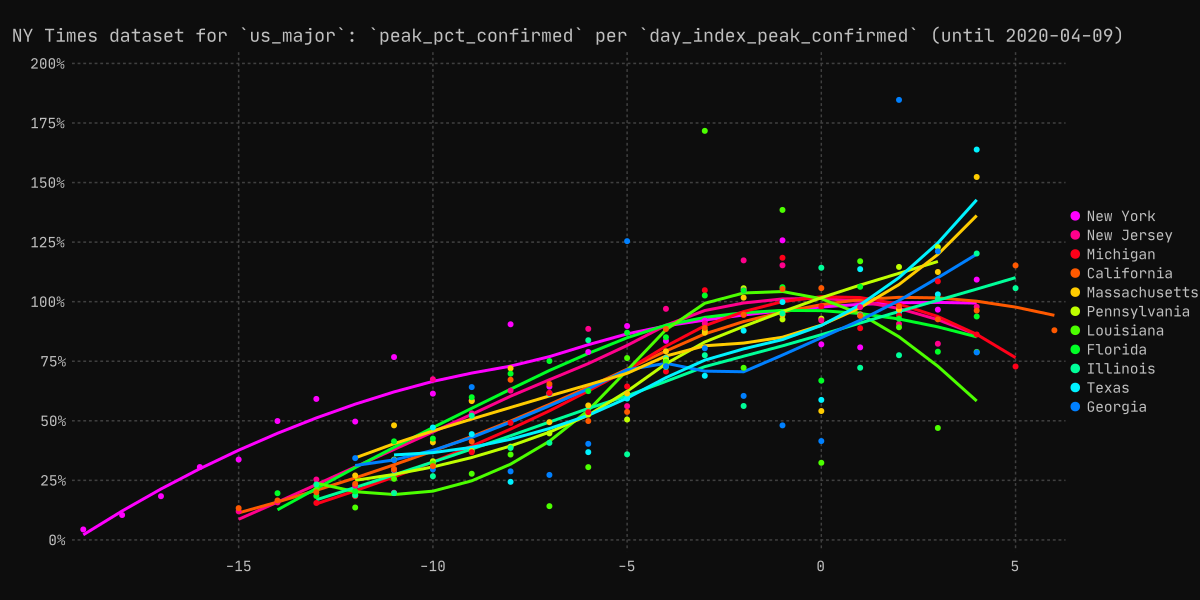 NY Times dataset for `us_major`: `peak_pct_confirmed` per `day_index_peak_confirmed` (until 2020-04-09)
200%
175%
150%
125%
100%
75%
50%
25%
0%
-15
-10
-5
0
5
New York
New Jersey
Michigan
California
Massachusetts
Pennsylvania
Louisiana
Florida
Illinois
Texas
Georgia